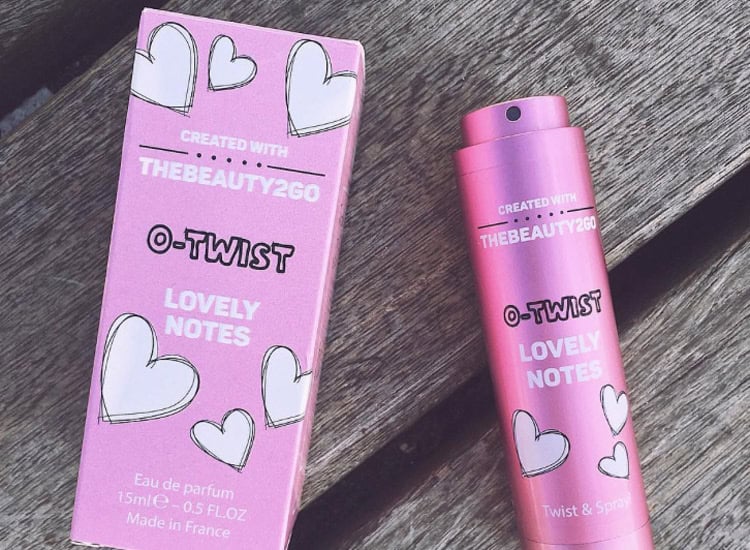 CREATED WITH
THEBEAUTY2GO
O-TWIST
LOVELY
NOTES
Eau de parfum
15ml ℮ – 0.5 FL.OZ
Made in France
CREATED WITH
THEBEAUTY2GO
O-TWIST
LOVELY
NOTES
Twist & Spray!